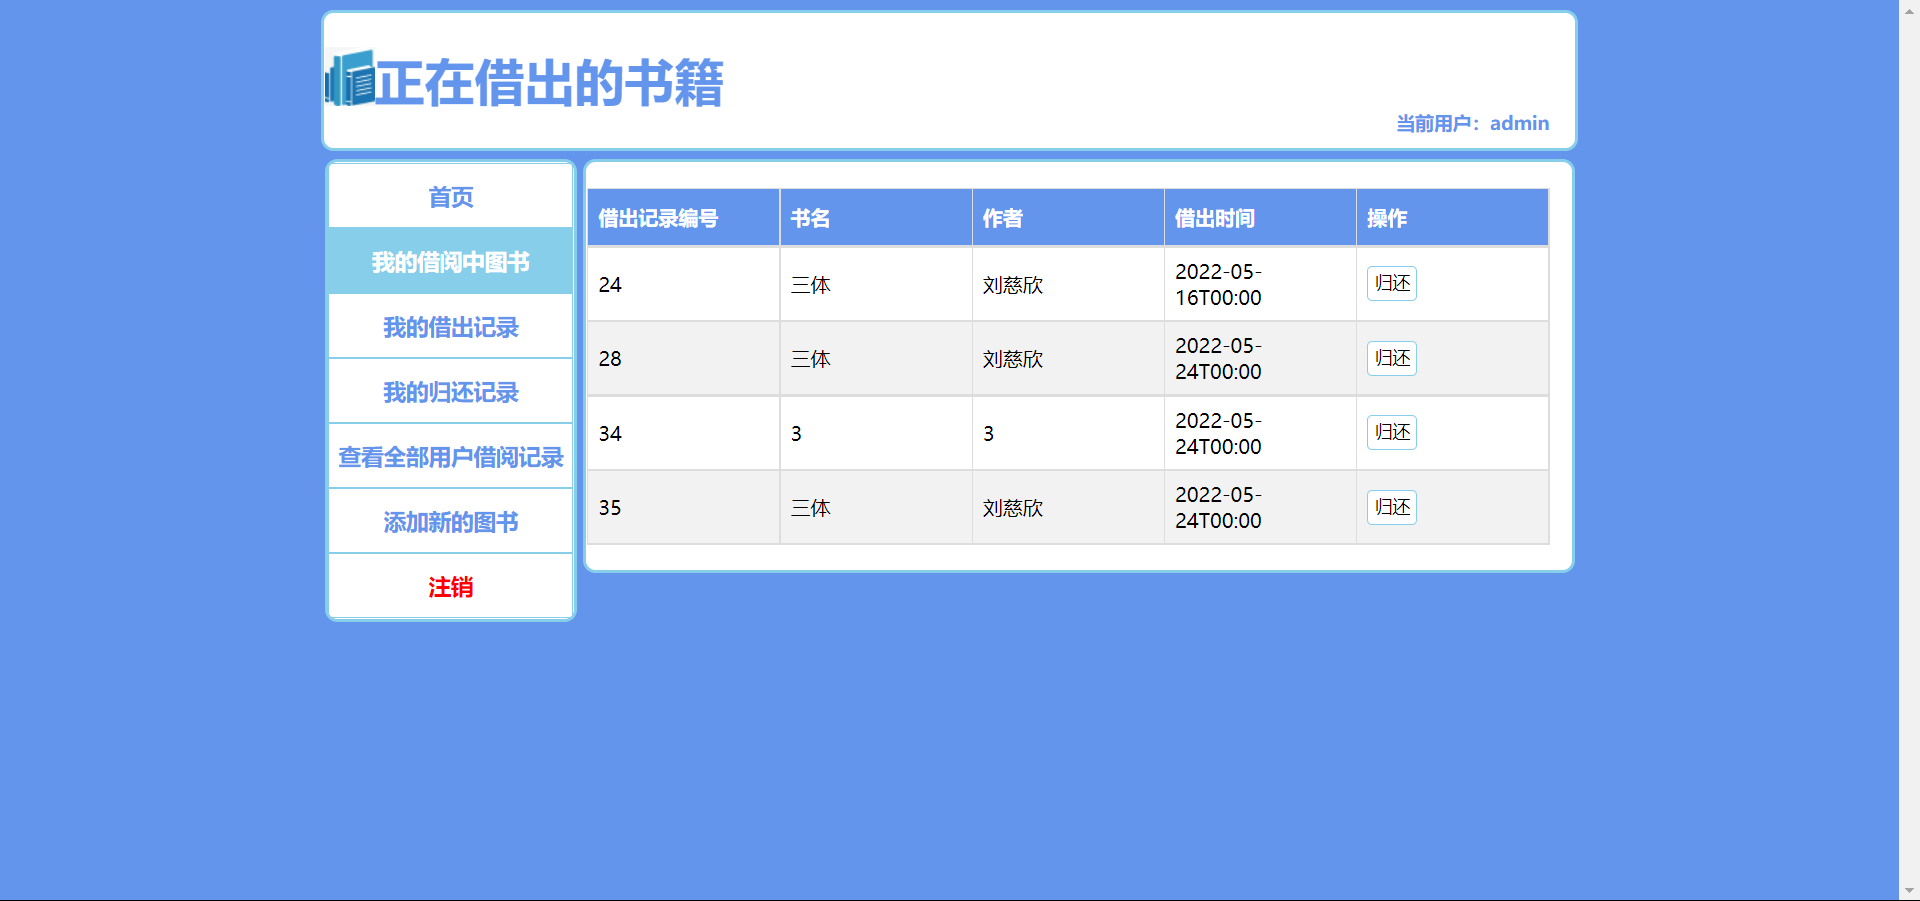 正在借出的书籍
当前用户：admin
首页
我的借阅中图书
我的借出记录
我的归还记录
查看全部用户借阅记录
添加新的图书
注销
借出记录编号 书名 作者 借出时间 操作
24 三体 刘慈欣 2022-05-
16T00:00 归还
28 三体 刘慈欣 2022-05-
24T00:00 归还
34 3 3 2022-05-
24T00:00 归还
35 三体 刘慈欣 2022-05-
24T00:00 归还